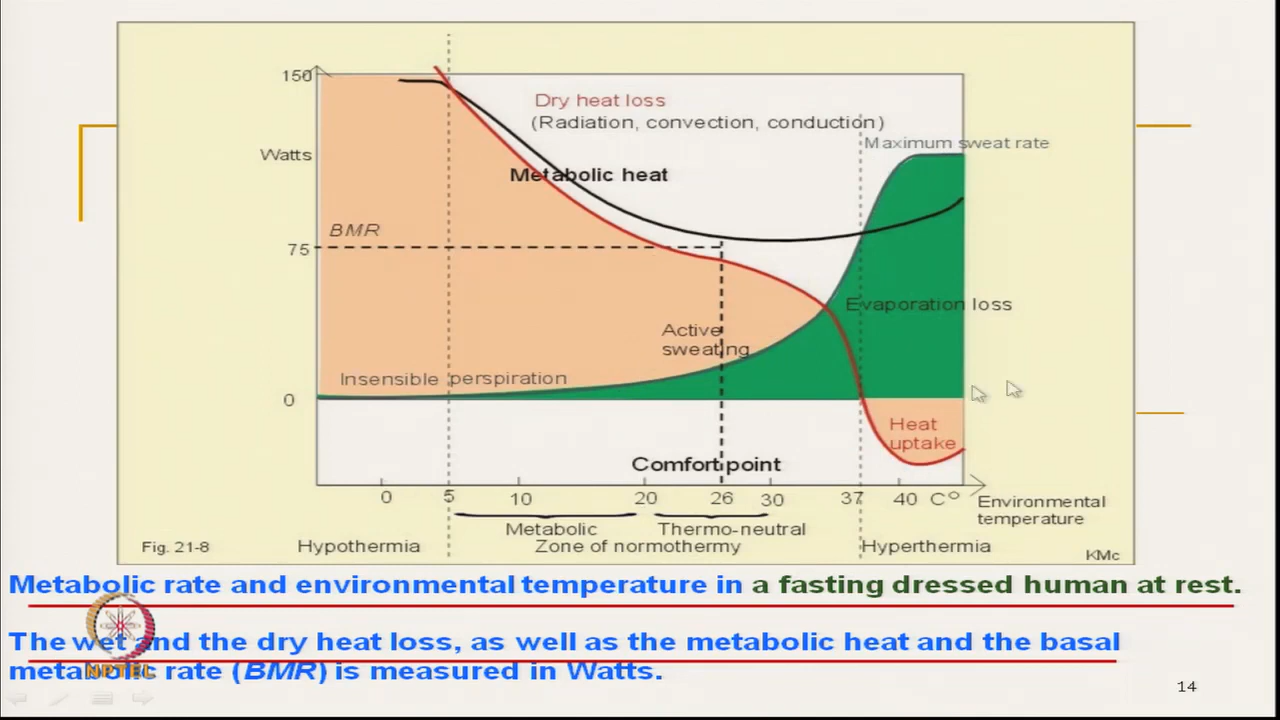 150
Dry heat loss
(Radiation, convection, conduction)
Maximum sweat rate
Watts
Metabolic heat
BMR
75
Evaporation loss
Active
sweating
Insensible perspiration
0
Heat
uptake
Comfort point
0 5 10 20 26 30 37 40 C°
Environmental
temperature
Metabolic Thermo-neutral
Fig. 21-8 Hypothermia Zone of normothermy Hyperthermia KMc
Metabolic rate and environmental temperature in a fasting dressed human at rest.
The wet and the dry heat loss, as well as the metabolic heat and the basal
metabolic rate (BMR) is measured in Watts.
NPTEL
14